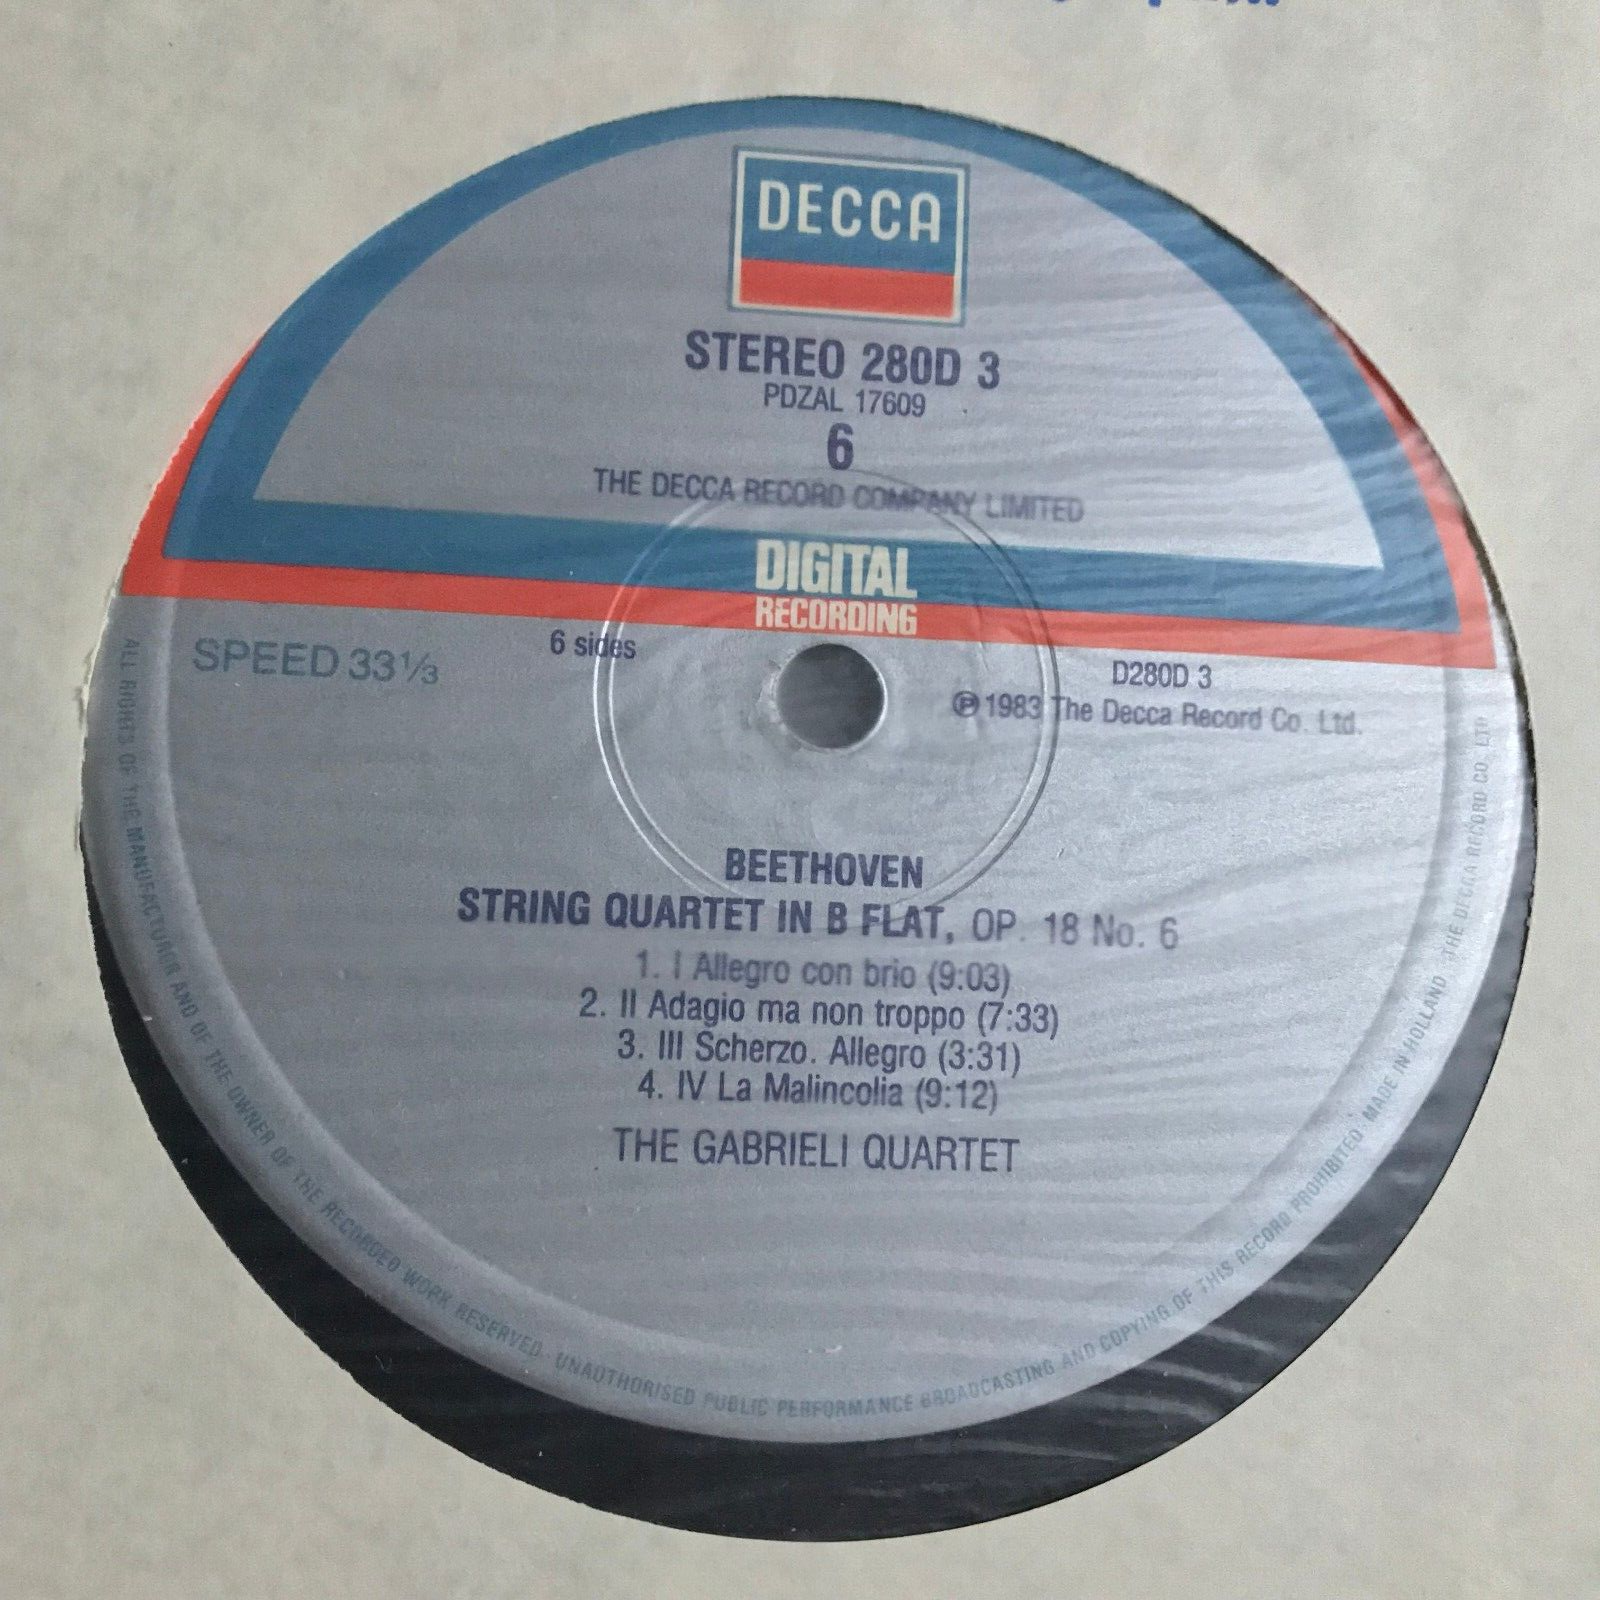 DECCA
STEREO 280D 3
PDZAL 17609
6
THE DECCA RECORD COMPANY LIMITED
DIGITAL
RECORDING
SPEED 33⅓
6 sides
D280D 3
Ⓟ 1983 The Decca Record Co. Ltd.
BEETHOVEN
STRING QUARTET IN B FLAT, OP. 18 No. 6
1. I Allegro con brio (9:03)
2. II Adagio ma non troppo (7:33)
3. III Scherzo. Allegro (3:31)
4. IV La Malincolia (9:12)
THE GABRIELI QUARTET
ALL RIGHTS OF THE MANUFACTURER AND OF THE OWNER OF THE RECORDED WORK RESERVED · UNAUTHORISED PUBLIC PERFORMANCE BROADCASTING AND COPYING OF THIS RECORD PROHIBITED · MADE IN HOLLAND · THE DECCA RECORD CO. LTD